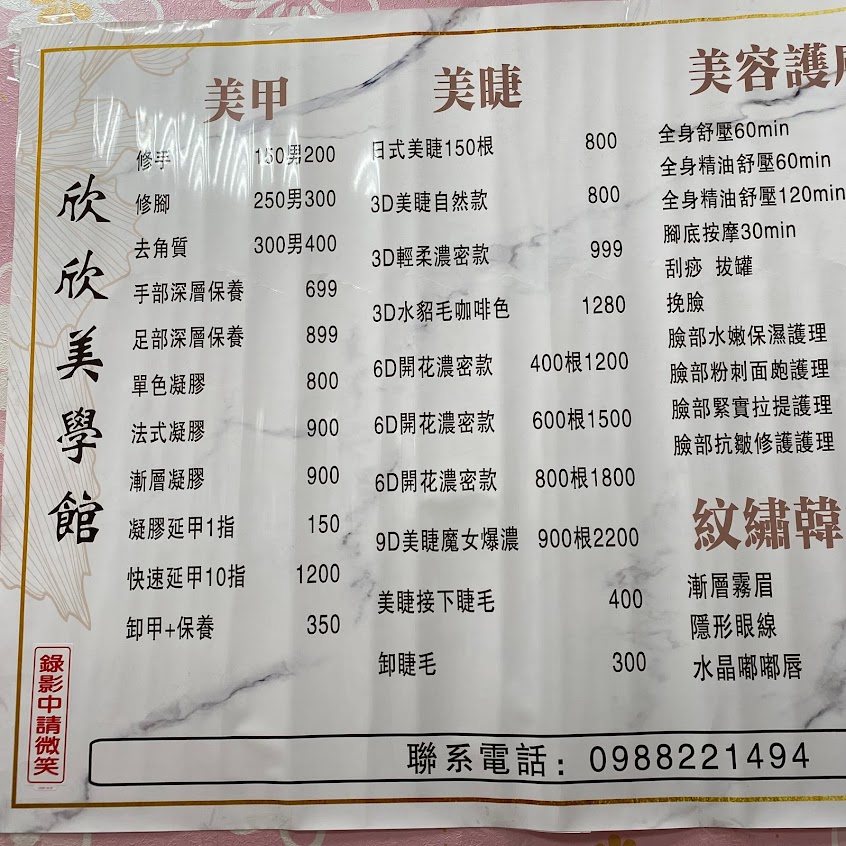 欣欣美學館
錄影中請微笑
美甲
修手 150男200
修腳 250男300
去角質 300男400
手部深層保養 699
足部深層保養 899
單色凝膠 800
法式凝膠 900
漸層凝膠 900
凝膠延甲1指 150
快速延甲10指 1200
卸甲+保養 350
美睫
日式美睫150根 800
3D美睫自然款 800
3D輕柔濃密款 999
3D水貂毛咖啡色 1280
6D開花濃密款 400根1200
6D開花濃密款 600根1500
6D開花濃密款 800根1800
9D美睫魔女爆濃 900根2200
美睫接下睫毛 400
卸睫毛 300
美容護膚
全身舒壓60min
全身精油舒壓60min
全身精油舒壓120min
腳底按摩30min
刮痧 拔罐
挽臉
臉部水嫩保濕護理
臉部粉刺面皰護理
臉部緊實拉提護理
臉部抗皺修護護理
紋繡韓
漸層霧眉
隱形眼線
水晶嘟嘟唇
聯系電話：0988221494